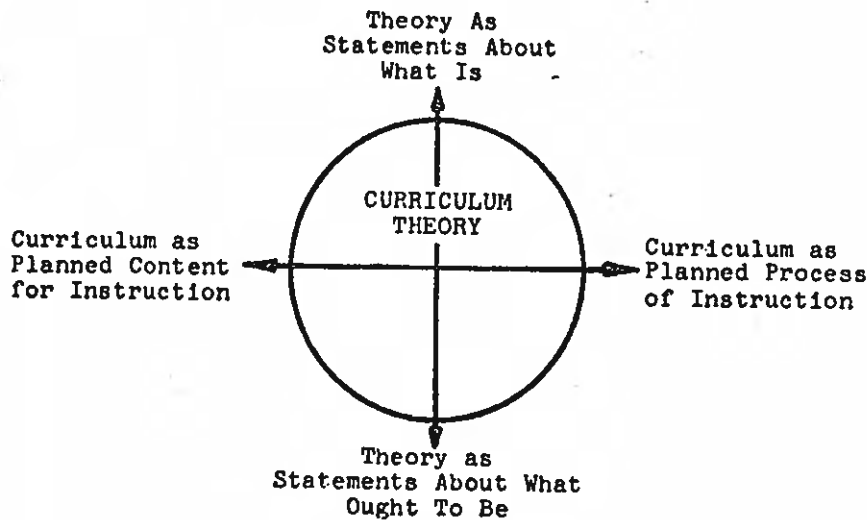 Theory As
Statements About
What Is
CURRICULUM
THEORY
Curriculum as
Planned Content
for Instruction
Curriculum as
Planned Process
of Instruction
Theory as
Statements About What
Ought To Be